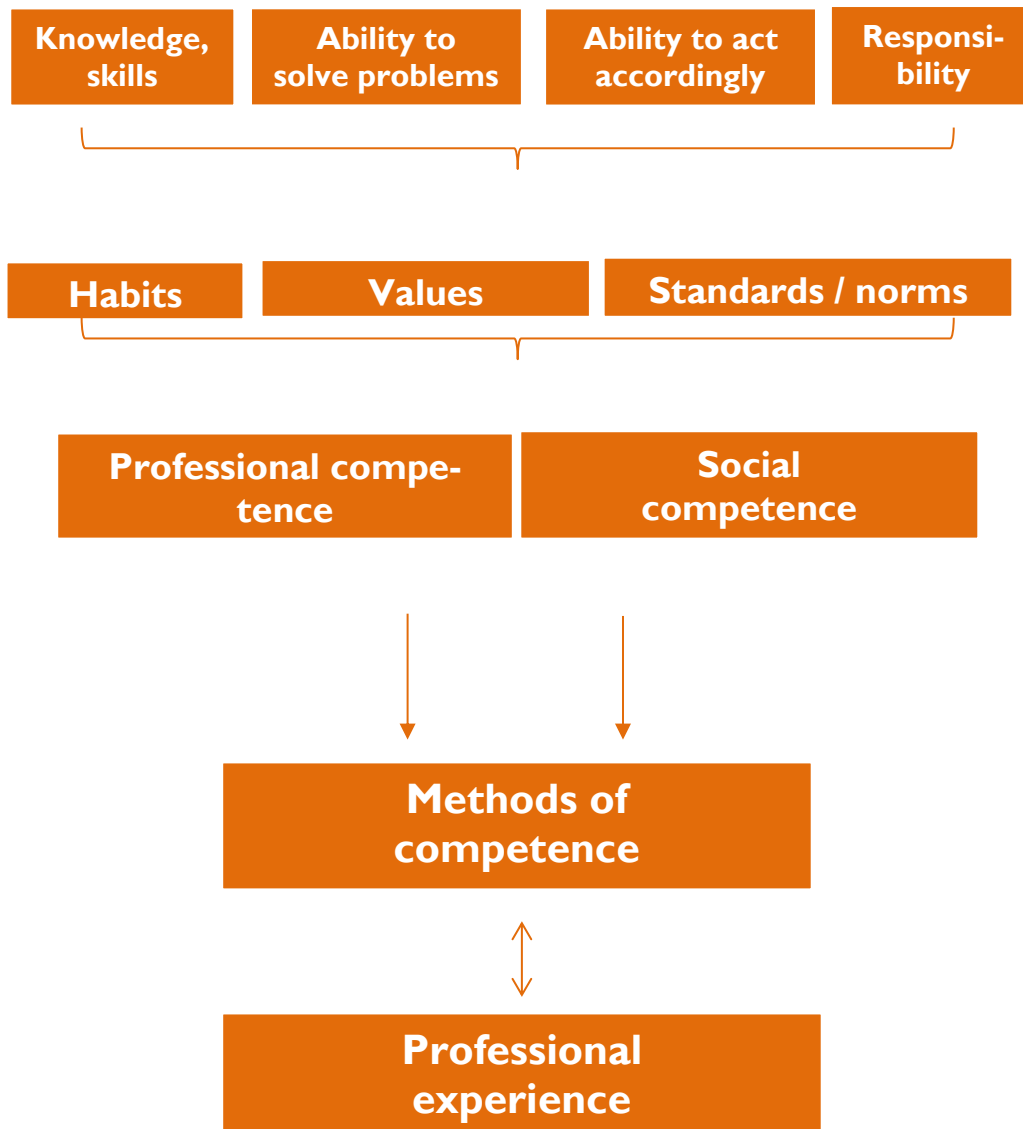 Knowledge,
skills
Ability to
solve problems
Ability to act
accordingly
Responsi-
bility
Habits
Values
Standards / norms
Professional compe-
tence
Social
competence
Methods of
competence
Professional
experience